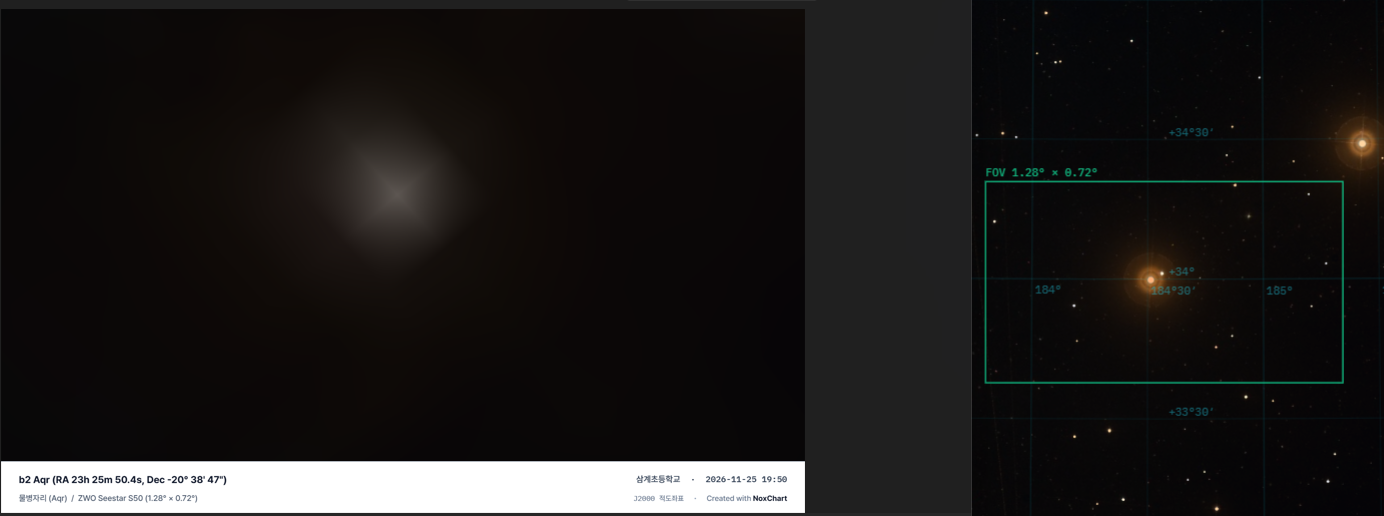 b2 Aqr (RA 23h 25m 50.4s, Dec -20° 38' 47")
물병자리 (Aqr) / ZWO Seestar S50 (1.28° × 0.72°)
삼계초등학교 · 2026-11-25 19:50
J2000 적도좌표 · Created with NoxChart
+34°30′
FOV 1.28° × 0.72°
+34°
184°
184°30′
185°
+33°30′